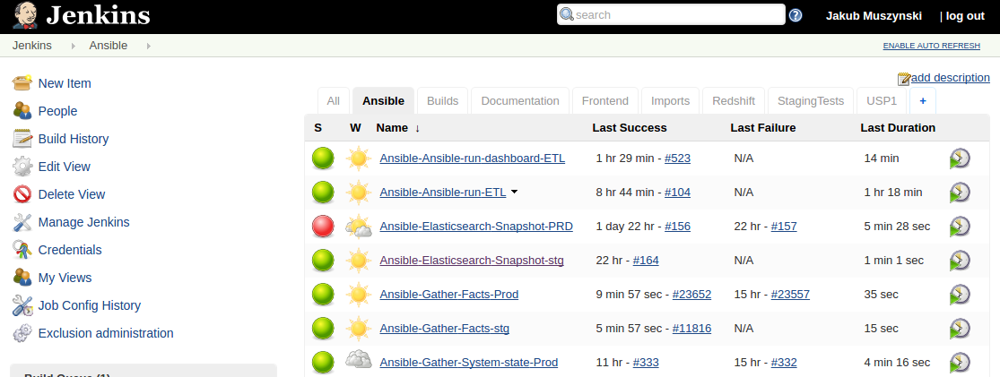 Jenkins
search
Jakub Muszynski | log out
Jenkins Ansible
ENABLE AUTO REFRESH
New Item
People
Build History
Edit View
Delete View
Manage Jenkins
Credentials
My Views
Job Config History
Exclusion administration
Build Queue (1)
add description
All Ansible Builds Documentation Frontend Imports Redshift StagingTests USP1 +
S W Name ↓ Last Success Last Failure Last Duration
Ansible-Ansible-run-dashboard-ETL 1 hr 29 min - #523 N/A 14 min
Ansible-Ansible-run-ETL 8 hr 44 min - #104 N/A 1 hr 18 min
Ansible-Elasticsearch-Snapshot-PRD 1 day 22 hr - #156 22 hr - #157 5 min 28 sec
Ansible-Elasticsearch-Snapshot-stg 22 hr - #164 N/A 1 min 1 sec
Ansible-Gather-Facts-Prod 9 min 57 sec - #23652 15 hr - #23557 35 sec
Ansible-Gather-Facts-stg 5 min 57 sec - #11816 N/A 15 sec
Ansible-Gather-System-state-Prod 11 hr - #333 15 hr - #332 4 min 16 sec